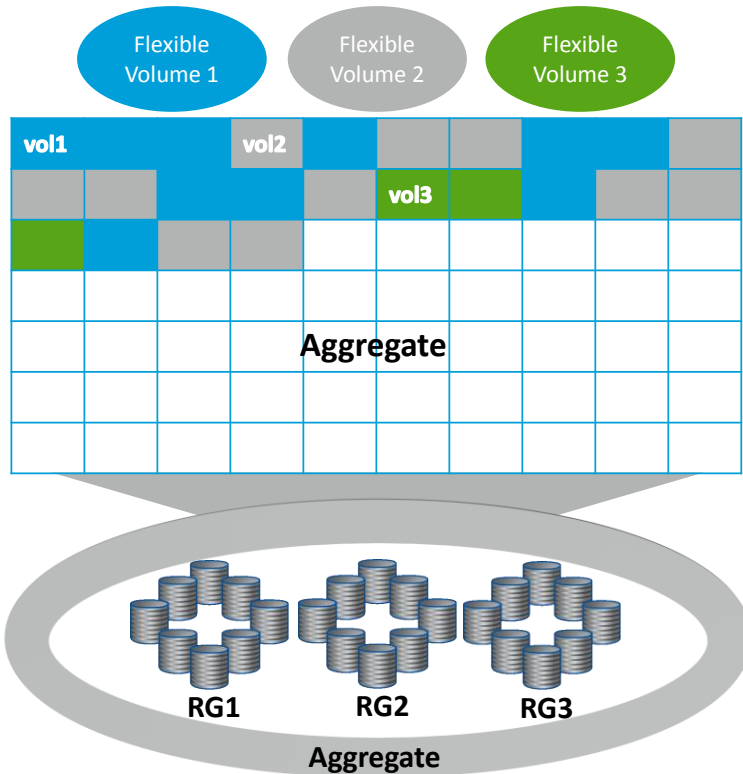 Flexible
Volume 1
Flexible
Volume 2
Flexible
Volume 3
vol1
vol2
vol3
Aggregate
RG1
RG2
RG3
Aggregate